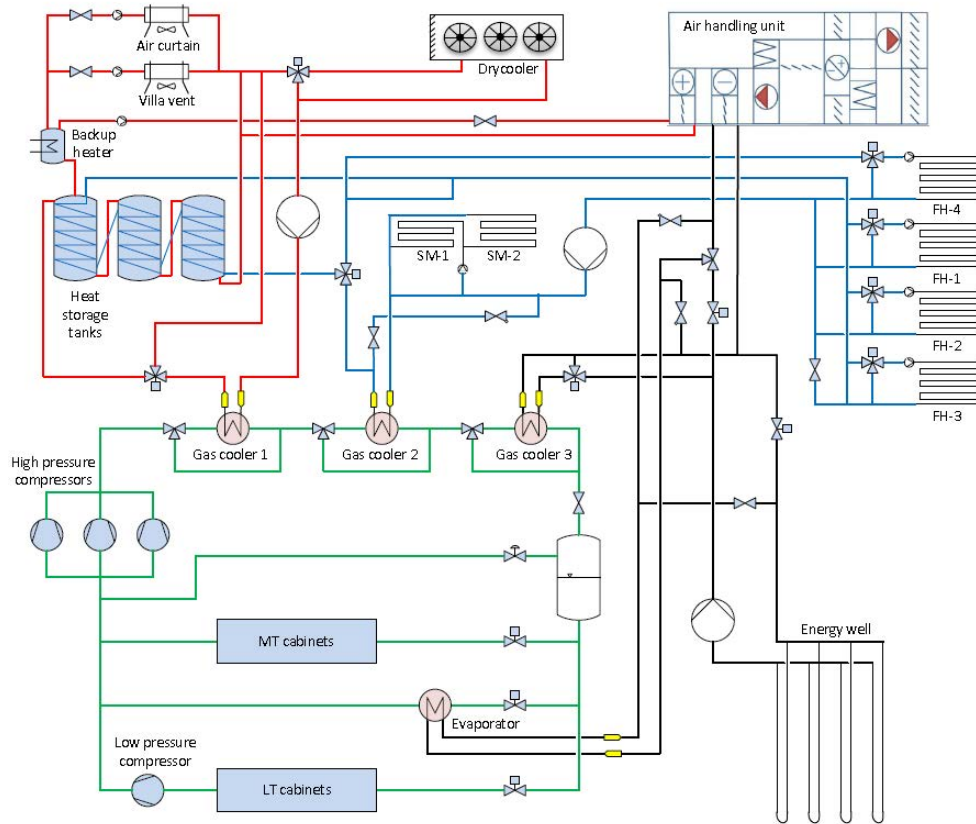 Air curtain
Villa vent
Drycooler
Air handling unit
Backup
heater
Heat
storage
tanks
SM-1
SM-2
FH-4
FH-1
FH-2
FH-3
Gas cooler 1
Gas cooler 2
Gas cooler 3
High pressure
compressors
MT cabinets
Energy well
Evaporator
Low pressure
compressor
LT cabinets